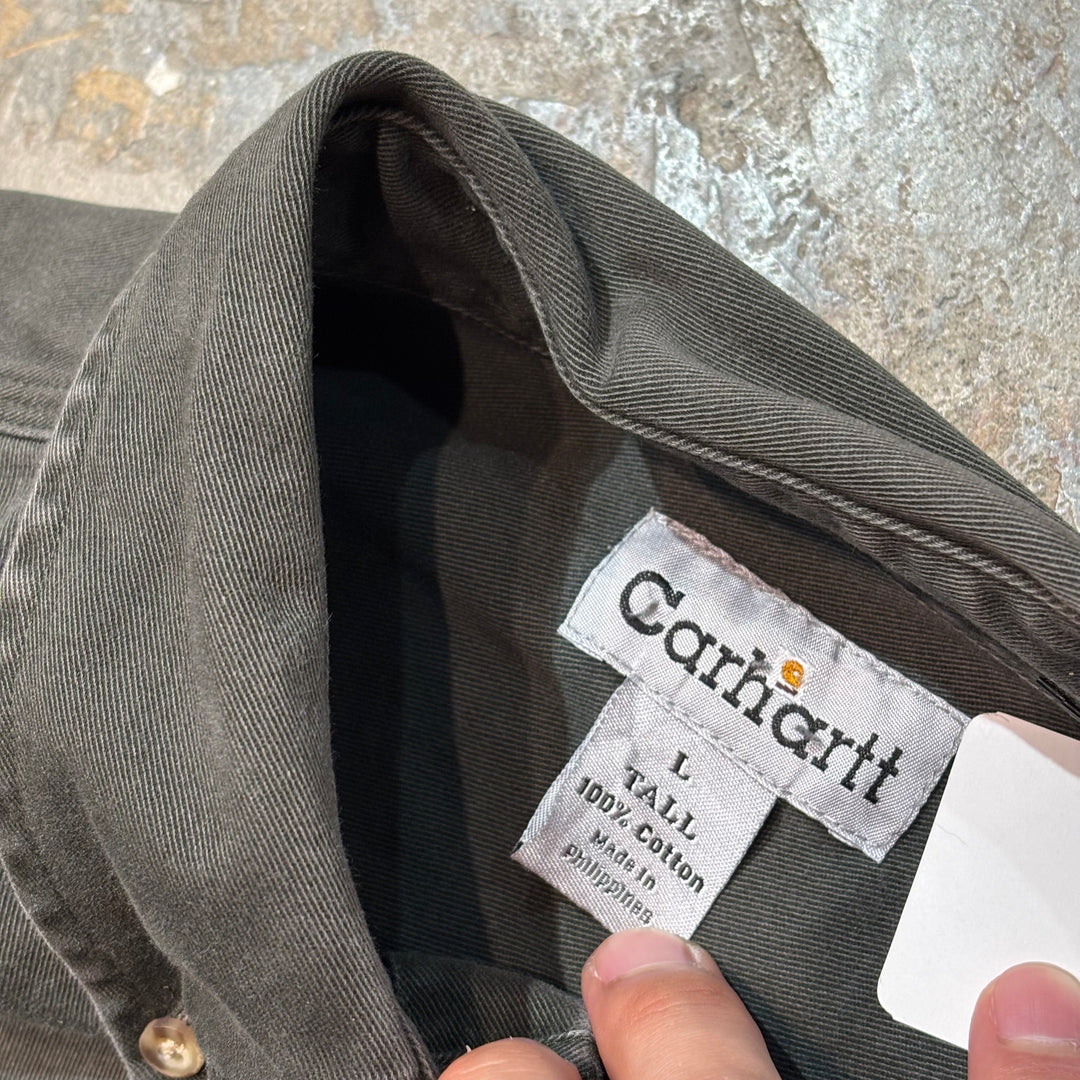 Carhartt
L
TALL
100% Cotton
Made in
Philippines